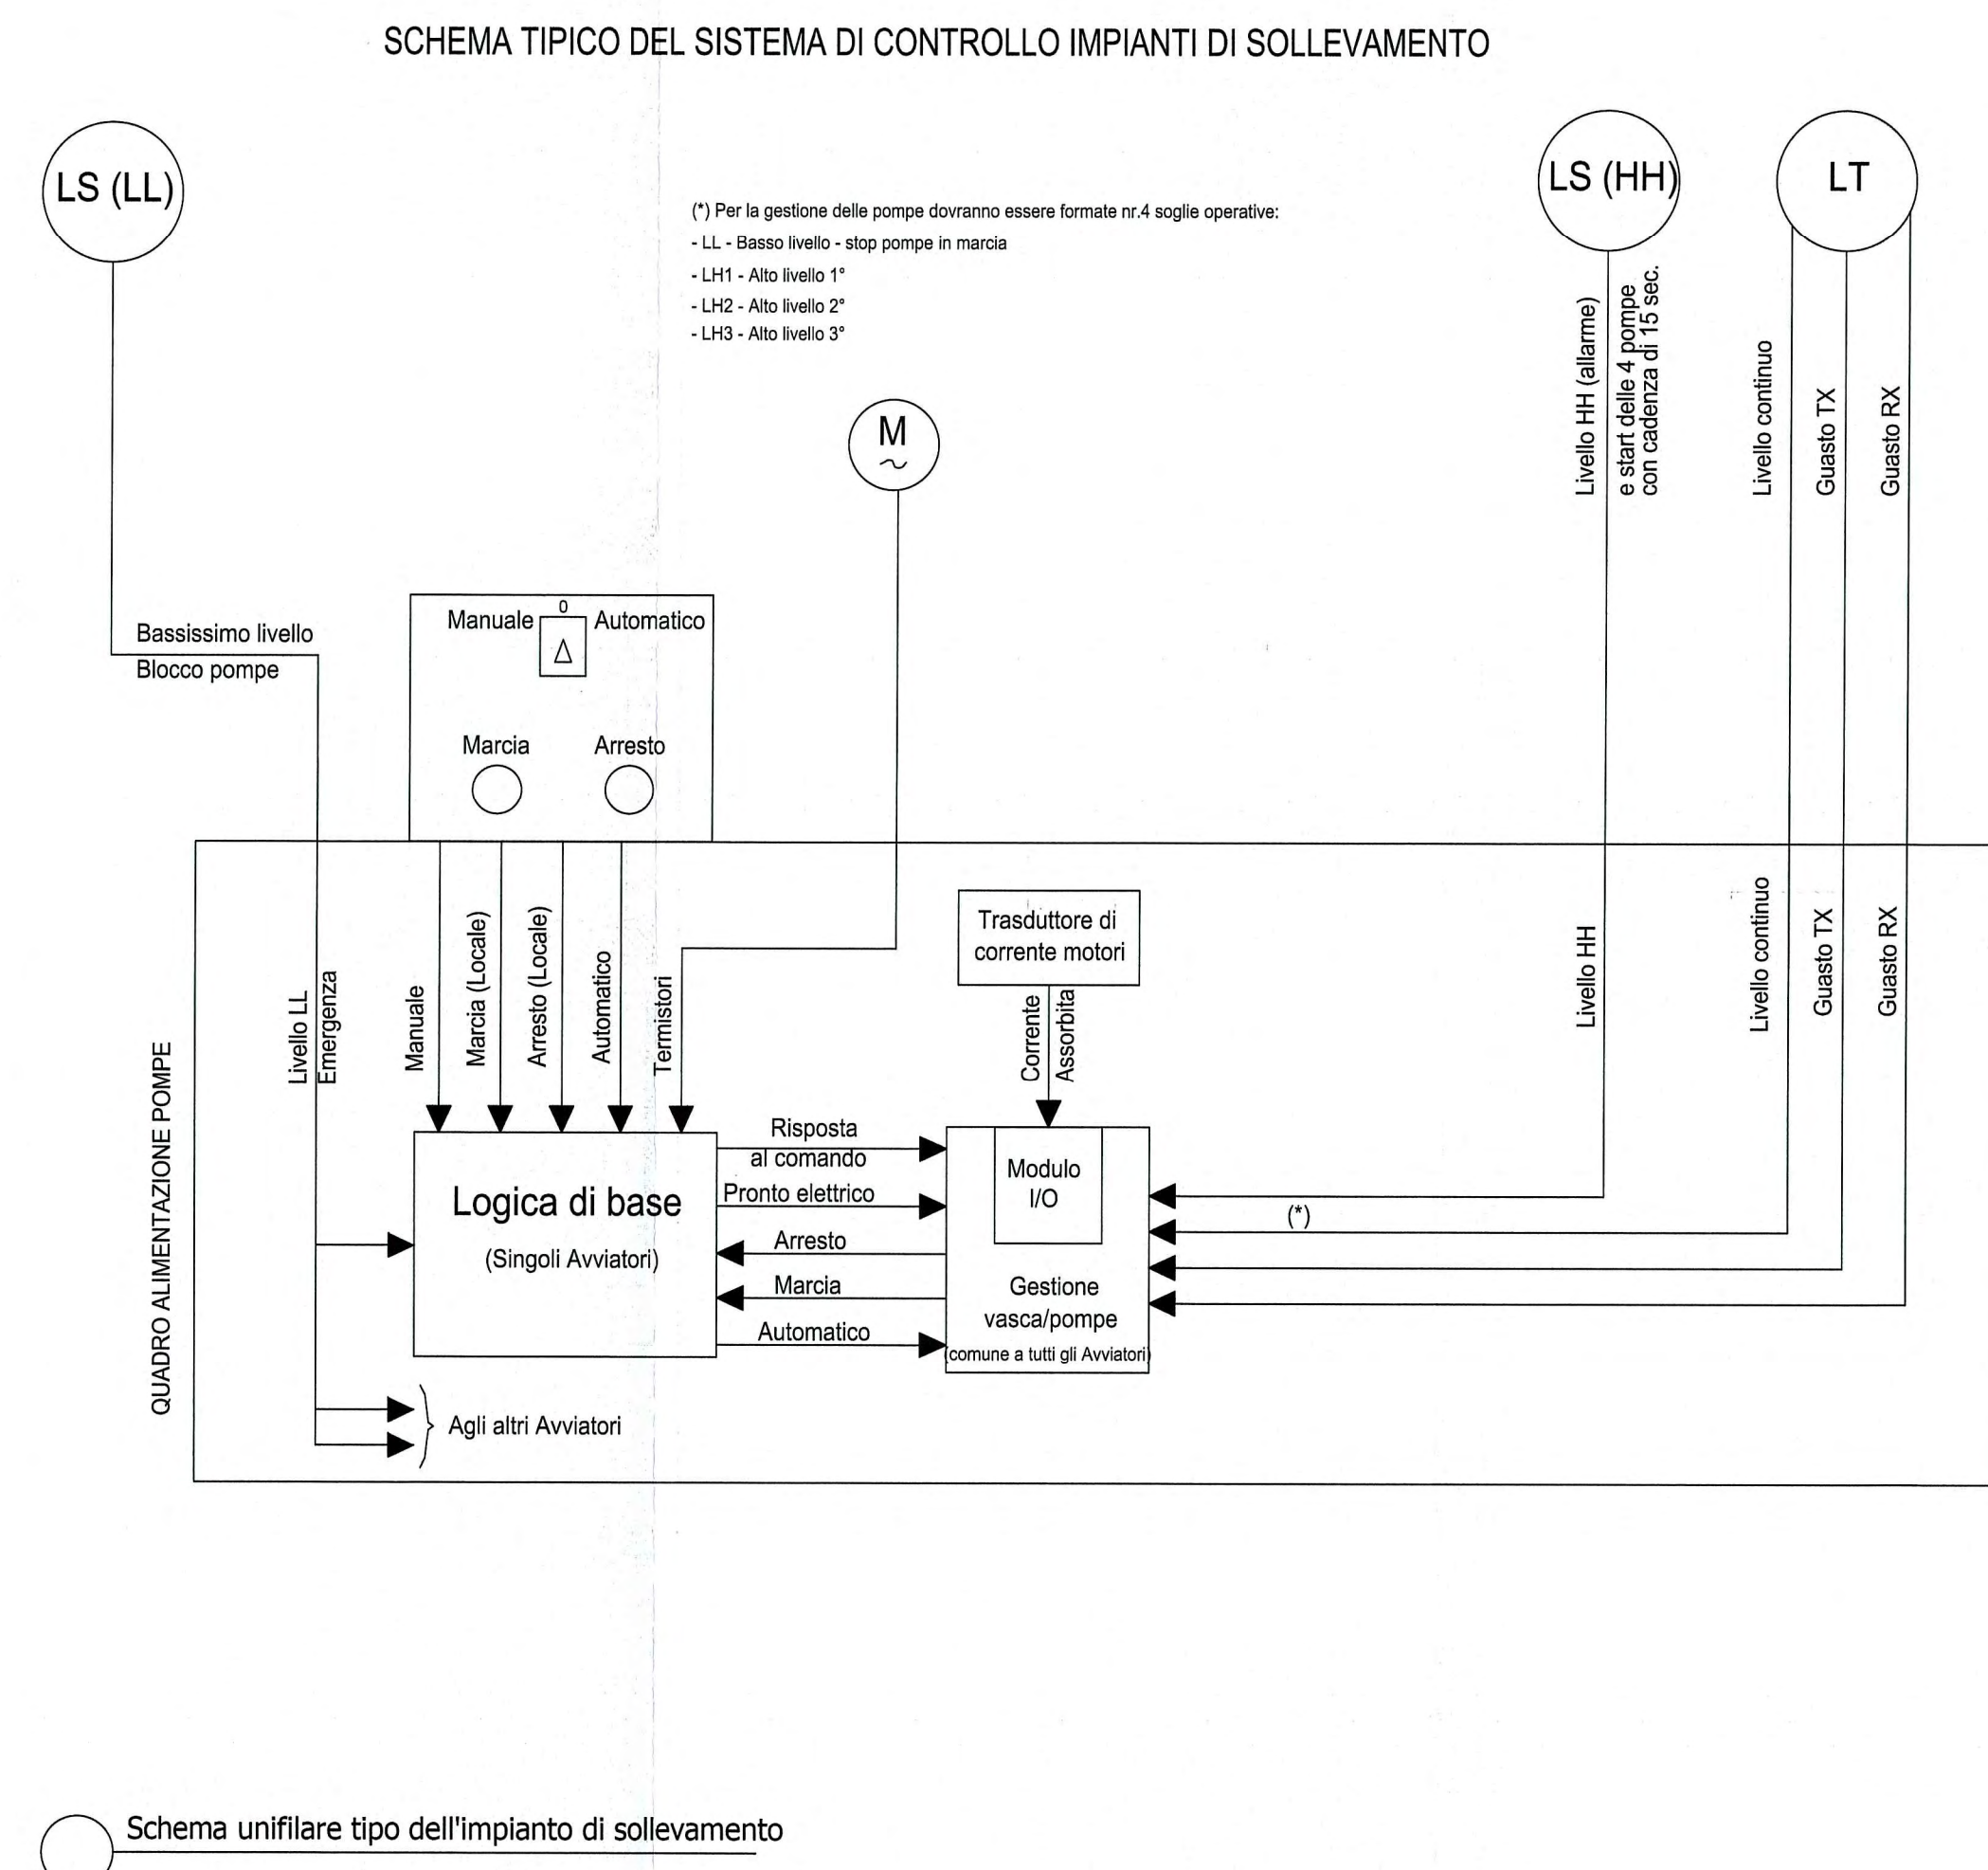 SCHEMA TIPICO DEL SISTEMA DI CONTROLLO IMPIANTI DI SOLLEVAMENTO
LS (LL)
LS (HH)
LT
(*) Per la gestione delle pompe dovranno essere formate nr.4 soglie operative:
- LL - Basso livello - stop pompe in marcia
- LH1 - Alto livello 1°
- LH2 - Alto livello 2°
- LH3 - Alto livello 3°
Livello HH (allarme)
e start delle 4 pompe
con cadenza di 15 sec.
Livello continuo
Guasto TX
Guasto RX
M
~
Bassissimo livello
Blocco pompe
0
Manuale
Automatico
Δ
Marcia
Arresto
QUADRO ALIMENTAZIONE POMPE
Livello LL
Emergenza
Manuale
Marcia (Locale)
Arresto (Locale)
Automatico
Termistori
Trasduttore di
corrente motori
Corrente
Assorbita
Livello HH
Livello continuo
Guasto TX
Guasto RX
Logica di base
(Singoli Avviatori)
Risposta
al comando
Pronto elettrico
Arresto
Marcia
Automatico
Modulo
I/O
Gestione
vasca/pompe
(comune a tutti gli Avviatori)
(*)
Agli altri Avviatori
Schema unifilare tipo dell'impianto di sollevamento